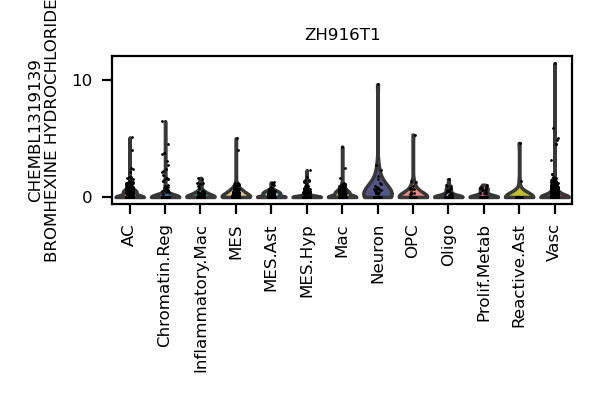 ZH916T1
CHEMBL1319139
BROMHEXINE HYDROCHLORIDE
10
0
AC
Chromatin.Reg
Inflammatory.Mac
MES
MES.Ast
MES.Hyp
Mac
Neuron
OPC
Oligo
Prolif.Metab
Reactive.Ast
Vasc